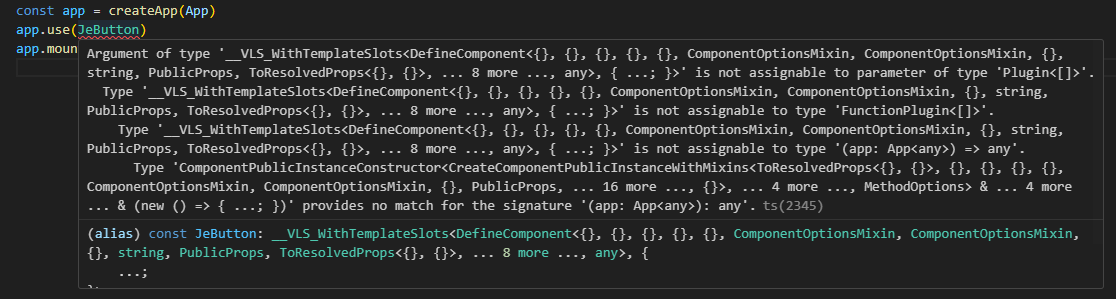 const app = createApp(App)
app.use(JeButton)
app.moun
Argument of type '__VLS_WithTemplateSlots<DefineComponent<{}, {}, {}, {}, {}, ComponentOptionsMixin, ComponentOptionsMixin, {},
string, PublicProps, ToResolvedProps<{}, {}>, ... 8 more ..., any>, { ...; }>' is not assignable to parameter of type 'Plugin<[]>'.
Type '__VLS_WithTemplateSlots<DefineComponent<{}, {}, {}, {}, {}, ComponentOptionsMixin, ComponentOptionsMixin, {}, string,
PublicProps, ToResolvedProps<{}, {}>, ... 8 more ..., any>, { ...; }>' is not assignable to type 'FunctionPlugin<[]>'.
Type '__VLS_WithTemplateSlots<DefineComponent<{}, {}, {}, {}, {}, ComponentOptionsMixin, ComponentOptionsMixin, {}, string,
PublicProps, ToResolvedProps<{}, {}>, ... 8 more ..., any>, { ...; }>' is not assignable to type '(app: App<any>) => any'.
Type 'ComponentPublicInstanceConstructor<CreateComponentPublicInstanceWithMixins<ToResolvedProps<{}, {}>, {}, {}, {}, {},
ComponentOptionsMixin, ComponentOptionsMixin, {}, PublicProps, ... 16 more ..., {}>, ... 4 more ..., MethodOptions> & ... 4 more
... & (new () => { ...; })' provides no match for the signature '(app: App<any>): any'. ts(2345)
(alias) const JeButton: __VLS_WithTemplateSlots<DefineComponent<{}, {}, {}, {}, {}, ComponentOptionsMixin, ComponentOptionsMixin,
{}, string, PublicProps, ToResolvedProps<{}, {}>, ... 8 more ..., any>, {
...;